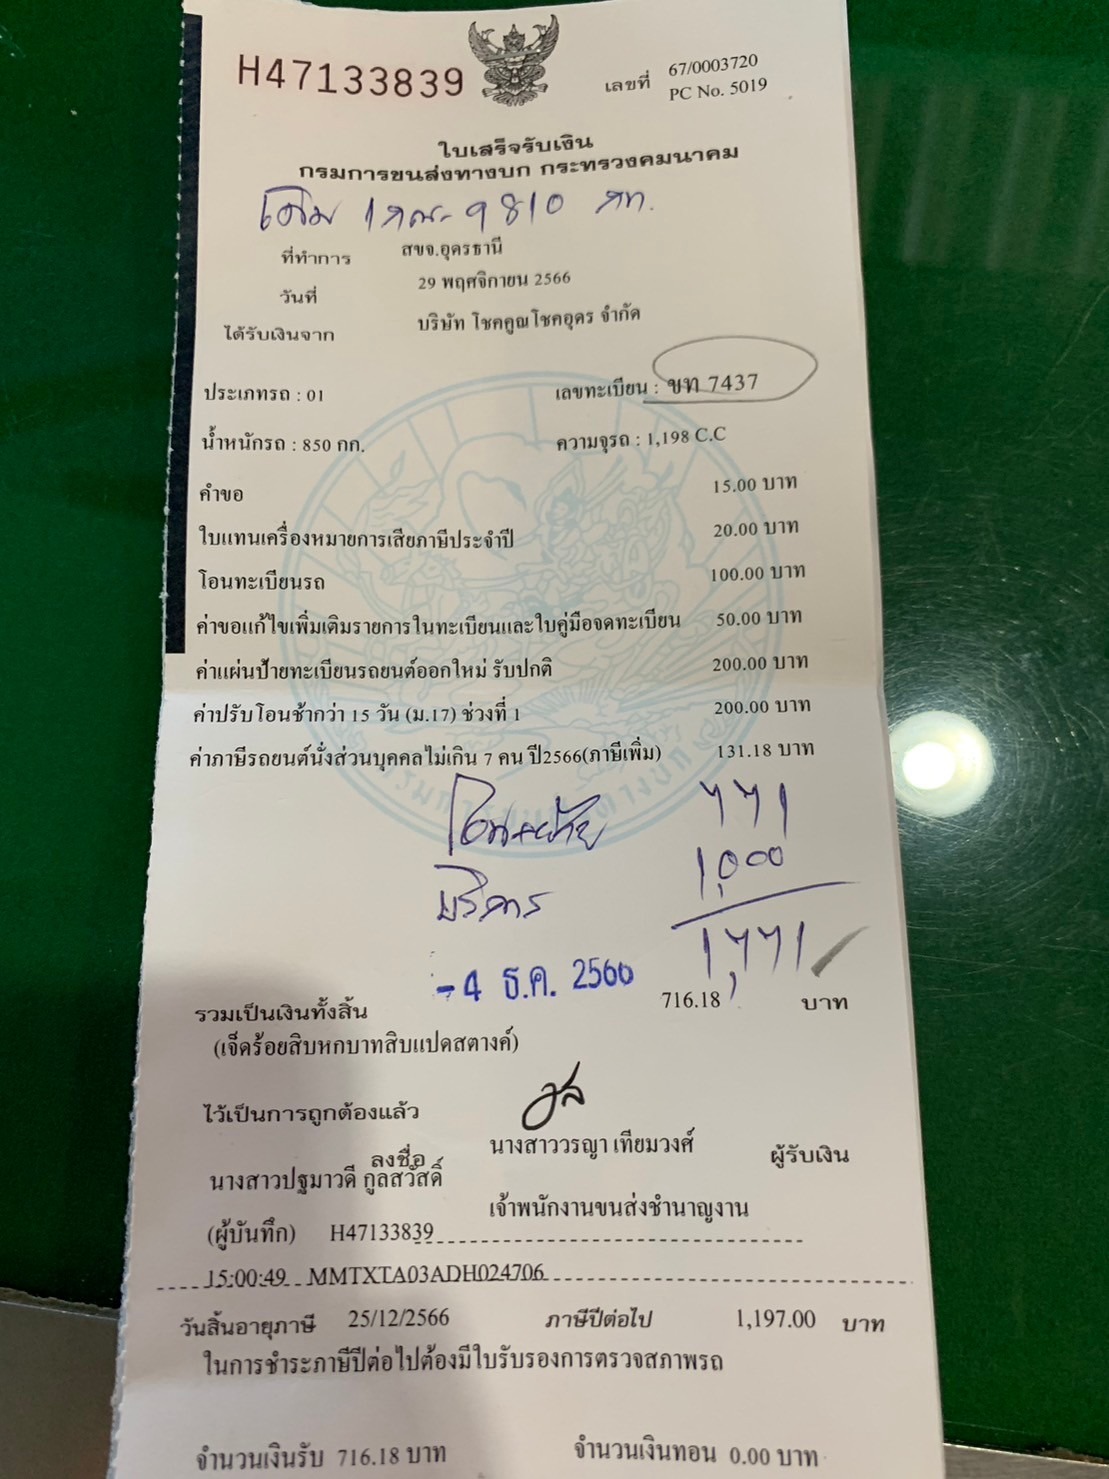 H47133839
เลขที่ 67/0003720
PC No. 5019
ใบเสร็จรับเงิน
กรมการขนส่งทางบก กระทรวงคมนาคม
เดิม 1ภณ-9810 กท.
ที่ทำการ สขจ.อุดรธานี
วันที่ 29 พฤศจิกายน 2566
ได้รับเงินจาก บริษัท โชคคูณโชคอุดร จำกัด
ประเภทรถ : 01 เลขทะเบียน : ชท 7437
น้ำหนักรถ : 850 กก. ความจุรถ : 1,198 C.C
คำขอ 15.00 บาท
ใบแทนเครื่องหมายการเสียภาษีประจำปี 20.00 บาท
โอนทะเบียนรถ 100.00 บาท
ค่าขอแก้ไขเพิ่มเติมรายการในทะเบียนและใบคู่มือจดทะเบียน 50.00 บาท
ค่าแผ่นป้ายทะเบียนรถยนต์ออกใหม่ รับปกติ 200.00 บาท
ค่าปรับโอนช้ากว่า 15 วัน (ม.17) ช่วงที่ 1 200.00 บาท
ค่าภาษีรถยนต์นั่งส่วนบุคคลไม่เกิน 7 คน ปี2566(ภาษีเพิ่ม) 131.18 บาท
771
บริการ 1,000
1,771
-4 ธ.ค. 2566
รวมเป็นเงินทั้งสิ้น 716.18 บาท
(เจ็ดร้อยสิบหกบาทสิบแปดสตางค์)
ไว้เป็นการถูกต้องแล้ว
ลงชื่อ นางสาววรญา เทียมวงศ์ ผู้รับเงิน
นางสาวปฐมาวดี กูลสวัสดิ์
เจ้าพนักงานขนส่งชำนาญงาน
(ผู้บันทึก) H47133839
15:00:49 MMTXTA03ADH024706
วันสิ้นอายุภาษี 25/12/2566 ภาษีปีต่อไป 1,197.00 บาท
ในการชำระภาษีปีต่อไปต้องมีใบรับรองการตรวจสภาพรถ
จำนวนเงินรับ 716.18 บาท จำนวนเงินทอน 0.00 บาท